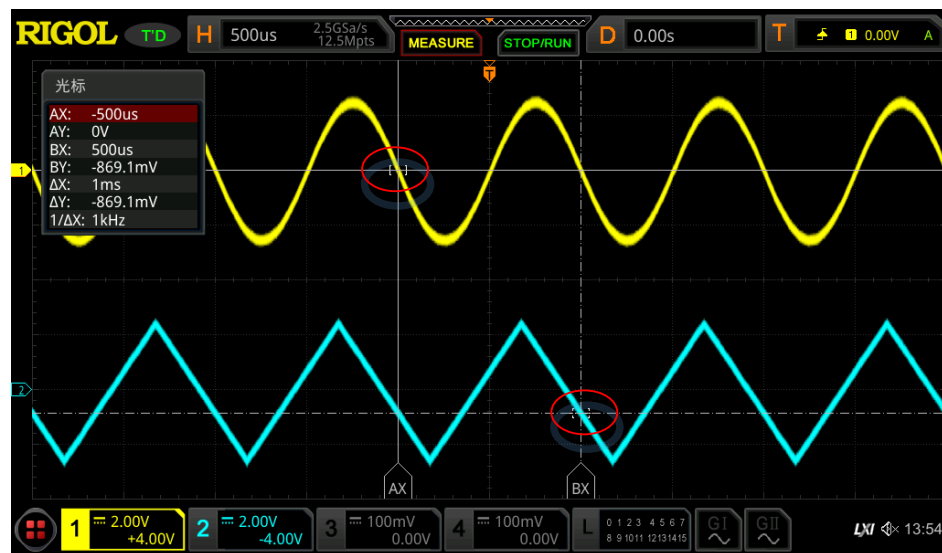 RIGOL T'D H 500us 2.5GSa/s 12.5Mpts MEASURE STOP/RUN D 0.00s T 1 0.00V A
T
光标
AX: -500us
AY: 0V
BX: 500us
BY: -869.1mV
ΔX: 1ms
ΔY: -869.1mV
1/ΔX: 1kHz
1
2
AX BX
1 2.00V +4.00V 2 2.00V -4.00V 3 100mV 0.00V 4 100mV 0.00V L 0 1 2 3 4 5 6 7 GI GII LXI 13:54
8 9 10 11 12 13 14 15